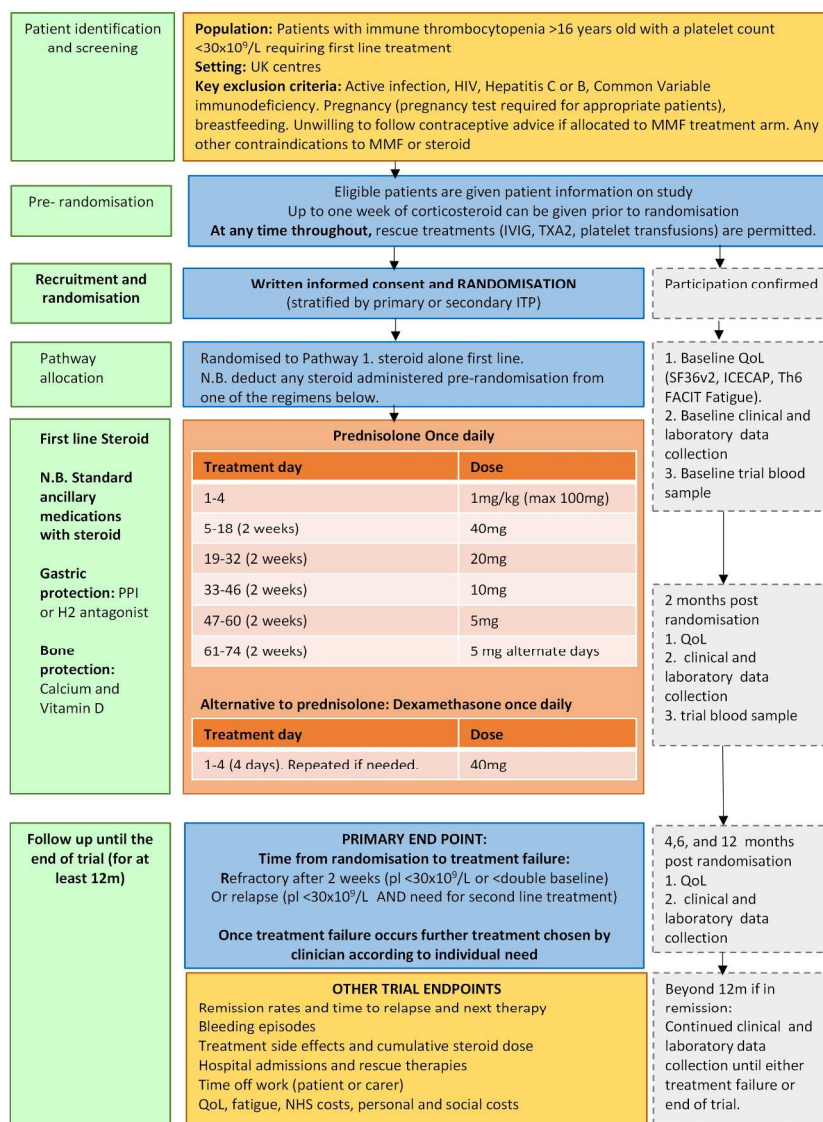 Patient identification
and screening
Population: Patients with immune thrombocytopenia >16 years old with a platelet count
<30x10⁹/L requiring first line treatment
Setting: UK centres
Key exclusion criteria: Active infection, HIV, Hepatitis C or B, Common Variable
immunodeficiency. Pregnancy (pregnancy test required for appropriate patients),
breastfeeding. Unwilling to follow contraceptive advice if allocated to MMF treatment arm. Any
other contraindications to MMF or steroid
Pre- randomisation
Eligible patients are given patient information on study
Up to one week of corticosteroid can be given prior to randomisation
At any time throughout, rescue treatments (IVIG, TXA2, platelet transfusions) are permitted.
Recruitment and
randomisation
Written informed consent and RANDOMISATION
(stratified by primary or secondary ITP)
Participation confirmed
Pathway
allocation
Randomised to Pathway 1. steroid alone first line.
N.B. deduct any steroid administered pre-randomisation from
one of the regimens below.
1. Baseline QoL
(SF36v2, ICECAP, Th6
FACIT Fatigue).
2. Baseline clinical and
laboratory data
collection
3. Baseline trial blood
sample
First line Steroid
N.B. Standard
ancillary
medications
with steroid
Gastric
protection: PPI
or H2 antagonist
Bone
protection:
Calcium and
Vitamin D
Prednisolone Once daily
Treatment day Dose
1-4 1mg/kg (max 100mg)
5-18 (2 weeks) 40mg
19-32 (2 weeks) 20mg
33-46 (2 weeks) 10mg
47-60 (2 weeks) 5mg
61-74 (2 weeks) 5 mg alternate days
Alternative to prednisolone: Dexamethasone once daily
Treatment day Dose
1-4 (4 days). Repeated if needed. 40mg
2 months post
randomisation
1. QoL
2. clinical and
laboratory data
collection
3. trial blood sample
Follow up until the
end of trial (for at
least 12m)
PRIMARY END POINT:
Time from randomisation to treatment failure:
Refractory after 2 weeks (pl <30x10⁹/L or <double baseline)
Or relapse (pl <30x10⁹/L AND need for second line treatment)
Once treatment failure occurs further treatment chosen by
clinician according to individual need
4,6, and 12 months
post randomisation
1. QoL
2. clinical and
laboratory data
collection
OTHER TRIAL ENDPOINTS
Remission rates and time to relapse and next therapy
Bleeding episodes
Treatment side effects and cumulative steroid dose
Hospital admissions and rescue therapies
Time off work (patient or carer)
QoL, fatigue, NHS costs, personal and social costs
Beyond 12m if in
remission:
Continued clinical and
laboratory data
collection until either
treatment failure or
end of trial.